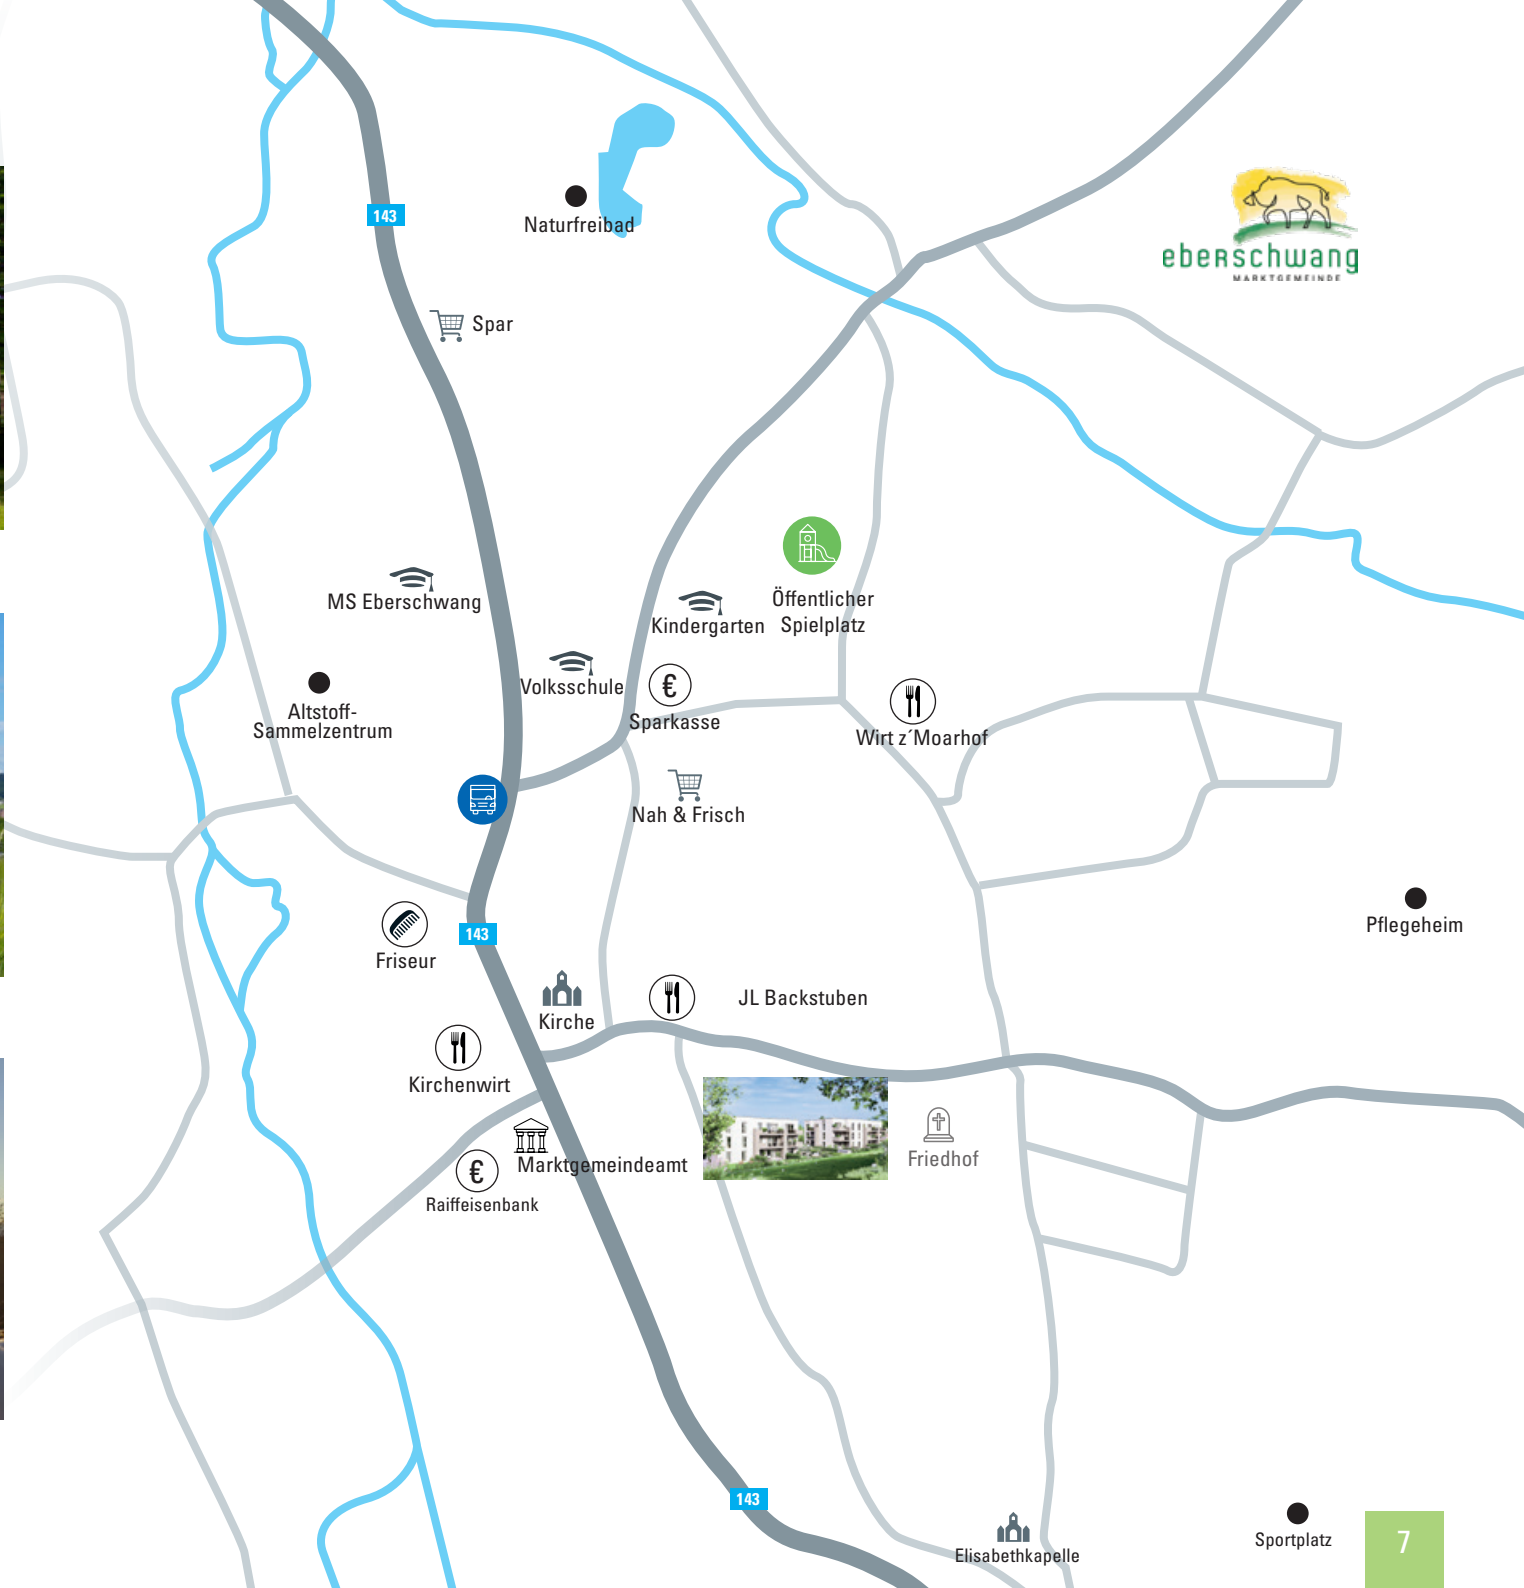 143
Naturfreibad
eberschwang
MARKTGEMEINDE
Spar
MS Eberschwang
Kindergarten
Öffentlicher
Spielplatz
Volksschule
€
Sparkasse
Altstoff-
Sammelzentrum
Wirt z´Moarhof
Nah & Frisch
Friseur
143
Pflegeheim
Kirche
JL Backstuben
Kirchenwirt
Marktgemeindeamt
€
Raiffeisenbank
Friedhof
143
Elisabethkapelle
Sportplatz
7